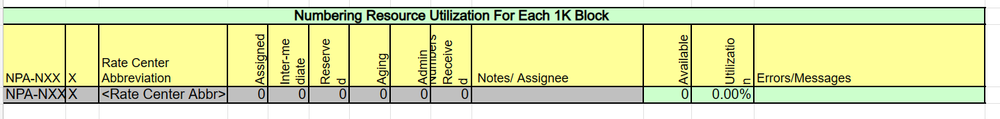 Numbering Resource Utilization For Each 1K Block
NPA-NXX
X
Rate Center
Abbreviation
Assigned
Inter-me
diate
Reserve
d
Aging
Admin
Numbers
Receive
d
Notes/ Assignee
Available
Utilizatio
n
Errors/Messages
NPA-NXX X <Rate Center Abbr> 0 0 0 0 0 0 0 0.00%